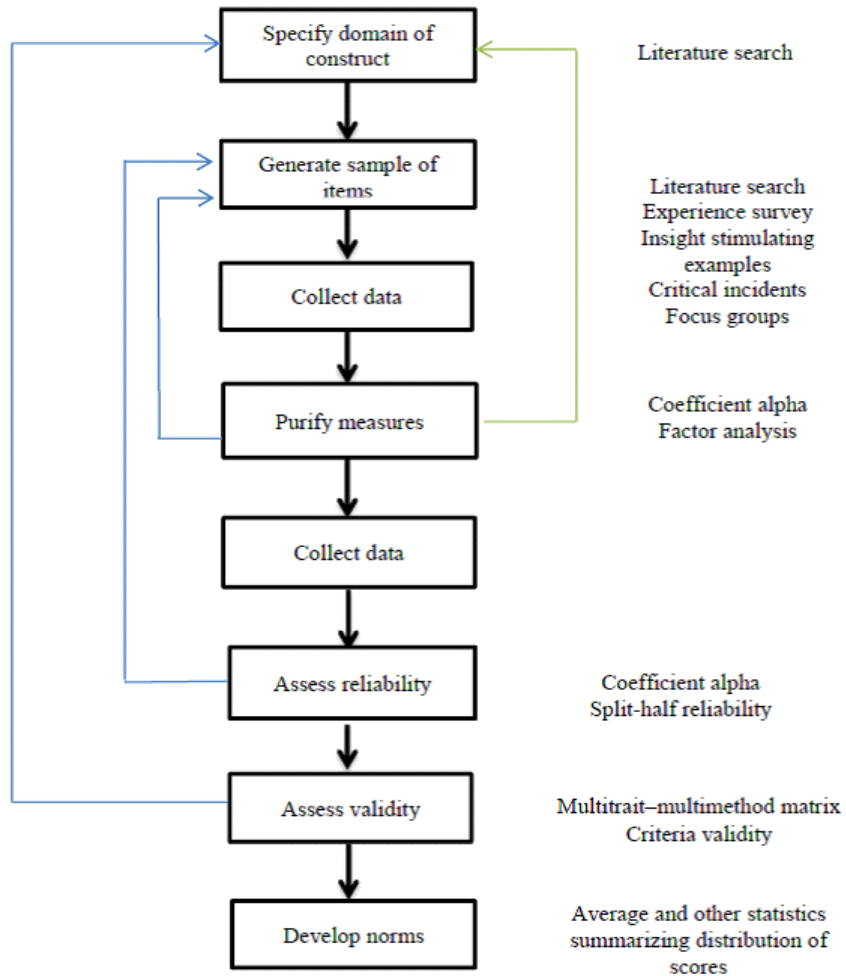 Specify domain of
construct
Literature search
Generate sample of
items
Literature search
Experience survey
Insight stimulating
examples
Critical incidents
Focus groups
Collect data
Purify measures
Coefficient alpha
Factor analysis
Collect data
Assess reliability
Coefficient alpha
Split-half reliability
Assess validity
Multitrait–multimethod matrix
Criteria validity
Develop norms
Average and other statistics
summarizing distribution of
scores